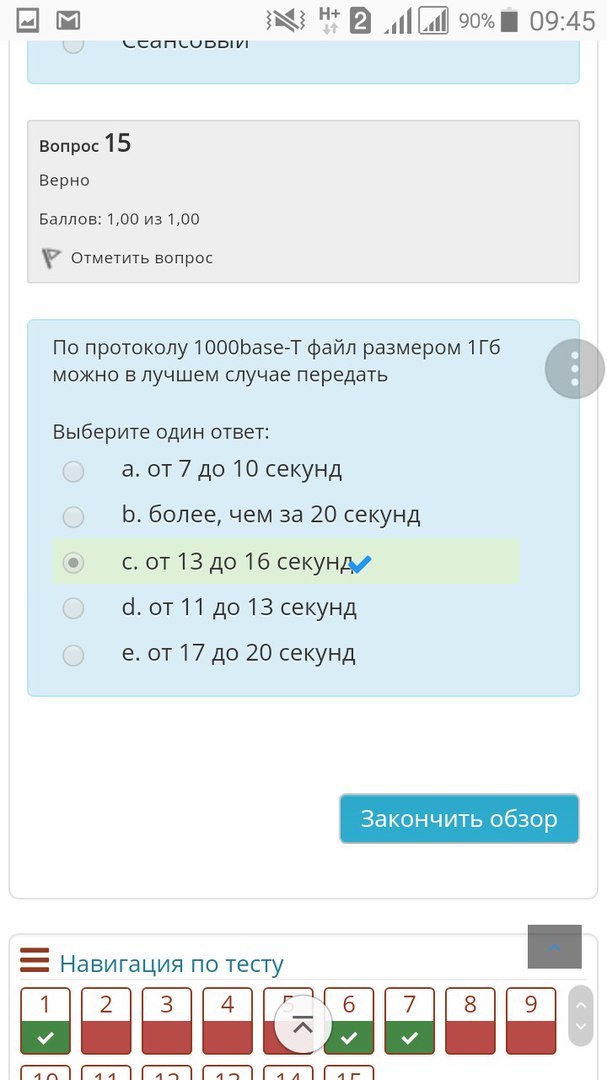 H+ 2 90% 09:45
Сеансовый
Вопрос 15
Верно
Баллов: 1,00 из 1,00
Отметить вопрос
По протоколу 1000base-T файл размером 1Гб
можно в лучшем случае передать
Выберите один ответ:
a. от 7 до 10 секунд
b. более, чем за 20 секунд
c. от 13 до 16 секунд
d. от 11 до 13 секунд
e. от 17 до 20 секунд
Закончить обзор
Навигация по тесту
1 2 3 4 5 6 7 8 9
10 11 12 13 14 15